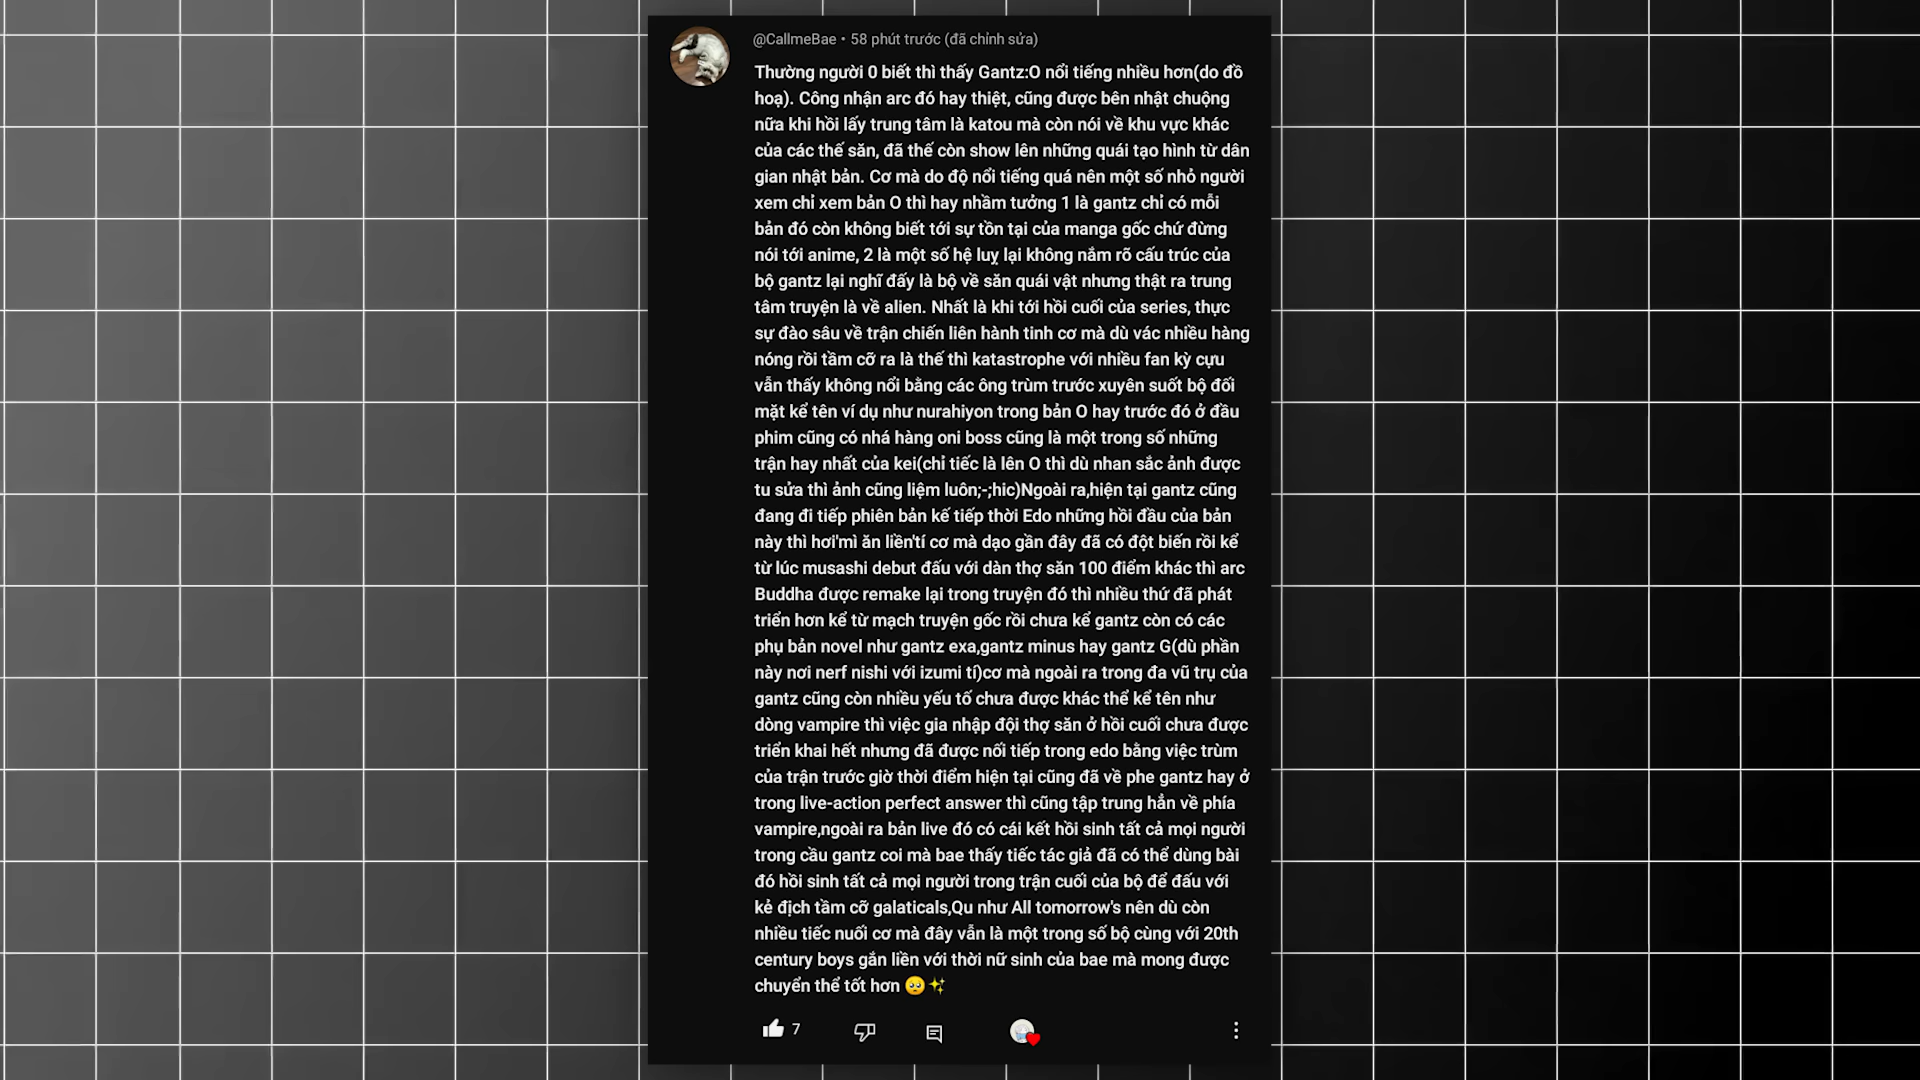 @CallmeBae • 58 phút trước (đã chỉnh sửa)
Thường người 0 biết thì thấy Gantz:O nổi tiếng nhiều hơn(do đồ
hoạ). Công nhận arc đó hay thiệt, cũng được bên nhật chuộng
nữa khi hồi lấy trung tâm là katou mà còn nói về khu vực khác
của các thế săn, đã thế còn show lên những quái tạo hình từ dân
gian nhật bản. Cơ mà do độ nổi tiếng quá nên một số nhỏ người
xem chỉ xem bản O thì hay nhầm tưởng 1 là gantz chỉ có mỗi
bản đó còn không biết tới sự tồn tại của manga gốc chứ đừng
nói tới anime, 2 là một số hệ luỵ lại không nắm rõ cấu trúc của
bộ gantz lại nghĩ đấy là bộ về săn quái vật nhưng thật ra trung
tâm truyện là về alien. Nhất là khi tới hồi cuối của series, thực
sự đào sâu về trận chiến liên hành tinh cơ mà dù vác nhiều hàng
nóng rồi tầm cỡ ra là thế thì katastrophe với nhiều fan kỳ cựu
vẫn thấy không nổi bằng các ông trùm trước xuyên suốt bộ đối
mặt kể tên ví dụ như nurahiyon trong bản O hay trước đó ở đầu
phim cũng có nhá hàng oni boss cũng là một trong số những
trận hay nhất của kei(chỉ tiếc là lên O thì dù nhan sắc ảnh được
tu sửa thì ảnh cũng liệm luôn;-;hic)Ngoài ra,hiện tại gantz cũng
đang đi tiếp phiên bản kế tiếp thời Edo những hồi đầu của bản
này thì hơi'mì ăn liền'tí cơ mà dạo gần đây đã có đột biến rồi kể
từ lúc musashi debut đấu với dàn thợ săn 100 điểm khác thì arc
Buddha được remake lại trong truyện đó thì nhiều thứ đã phát
triển hơn kể từ mạch truyện gốc rồi chưa kể gantz còn có các
phụ bản novel như gantz exa,gantz minus hay gantz G(dù phần
này nơi nerf nishi với izumi tí)cơ mà ngoài ra trong đa vũ trụ của
gantz cũng còn nhiều yếu tố chưa được khác thể kể tên như
dòng vampire thì việc gia nhập đội thợ săn ở hồi cuối chưa được
triển khai hết nhưng đã được nối tiếp trong edo bằng việc trùm
của trận trước giờ thời điểm hiện tại cũng đã về phe gantz hay ở
trong live-action perfect answer thì cũng tập trung hẳn về phía
vampire,ngoài ra bản live đó có cái kết hồi sinh tất cả mọi người
trong cầu gantz coi mà bae thấy tiếc tác giả đã có thể dùng bài
đó hồi sinh tất cả mọi người trong trận cuối của bộ để đấu với
kẻ địch tầm cỡ galaticals,Qu như All tomorrow's nên dù còn
nhiều tiếc nuối cơ mà đây vẫn là một trong số bộ cùng với 20th
century boys gắn liền với thời nữ sinh của bae mà mong được
chuyển thể tốt hơn 🥺✨
7